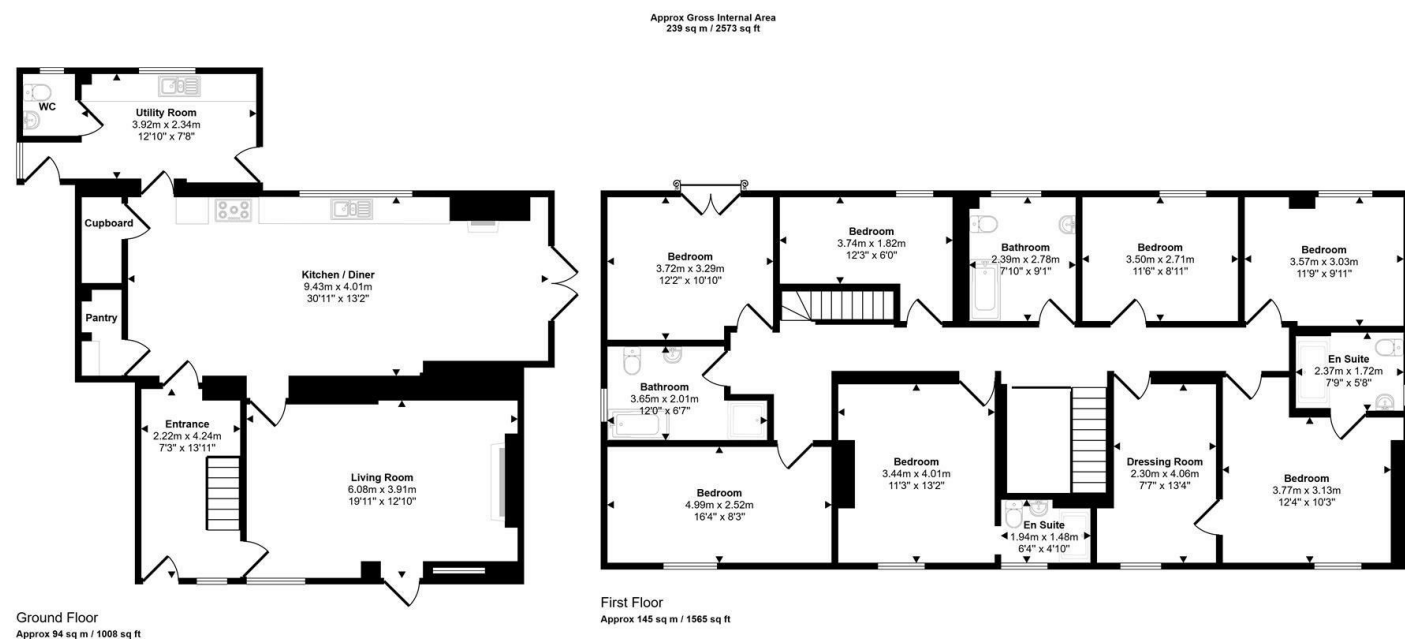 Approx Gross Internal Area
239 sq m / 2573 sq ft
WC
Utility Room
3.92m x 2.34m
12'10" x 7'8"
Cupboard
Kitchen / Diner
9.43m x 4.01m
30'11" x 13'2"
Pantry
Entrance
2.22m x 4.24m
7'3" x 13'11"
Living Room
6.08m x 3.91m
19'11" x 12'10"
Ground Floor
Approx 94 sq m / 1008 sq ft
Bedroom
3.72m x 3.29m
12'2" x 10'10"
Bedroom
3.74m x 1.82m
12'3" x 6'0"
Bathroom
2.39m x 2.78m
7'10" x 9'1"
Bedroom
3.50m x 2.71m
11'6" x 8'11"
Bedroom
3.57m x 3.03m
11'9" x 9'11"
En Suite
2.37m x 1.72m
7'9" x 5'8"
Bathroom
3.65m x 2.01m
12'0" x 6'7"
Bedroom
4.99m x 2.52m
16'4" x 8'3"
Bedroom
3.44m x 4.01m
11'3" x 13'2"
En Suite
1.94m x 1.48m
6'4" x 4'10"
Dressing Room
2.30m x 4.06m
7'7" x 13'4"
Bedroom
3.77m x 3.13m
12'4" x 10'3"
First Floor
Approx 145 sq m / 1565 sq ft